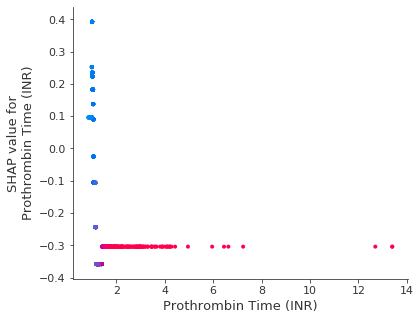 0.4
0.3
0.2
0.1
0.0
−0.1
−0.2
−0.3
−0.4
SHAP value for
Prothrombin Time (INR)
2 4 6 8 10 12 14
Prothrombin Time (INR)